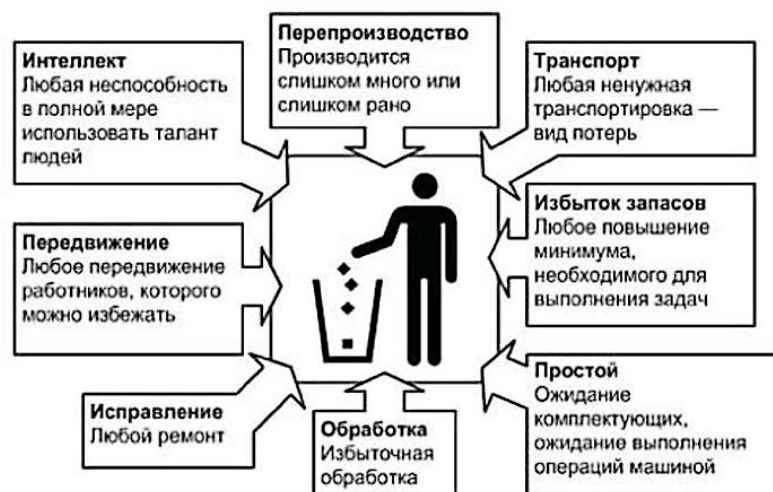 Интеллект
Любая неспособность
в полной мере
использовать талант
людей
Перепроизводство
Производится
слишком много или
слишком рано
Транспорт
Любая ненужная
транспортировка —
вид потерь
Передвижение
Любое передвижение
работников, которого
можно избежать
Избыток запасов
Любое повышение
минимума,
необходимого для
выполнения задач
Исправление
Любой ремонт
Обработка
Избыточная
обработка
Простой
Ожидание
комплектующих,
ожидание выполнения
операций машиной